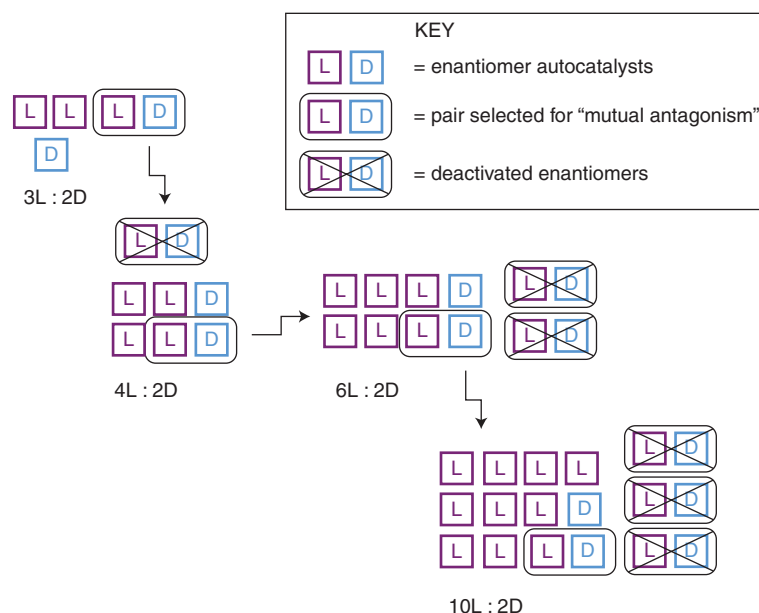 KEY
L D = enantiomer autocatalysts
L D = pair selected for “mutual antagonism”
L D = deactivated enantiomers
L L L D
D
3L : 2D
L D
L L D
L L D
4L : 2D
L L L D
L L L D
6L : 2D
L D
L D
L L L L
L L L D
L L L D
10L : 2D
L D
L D
L D